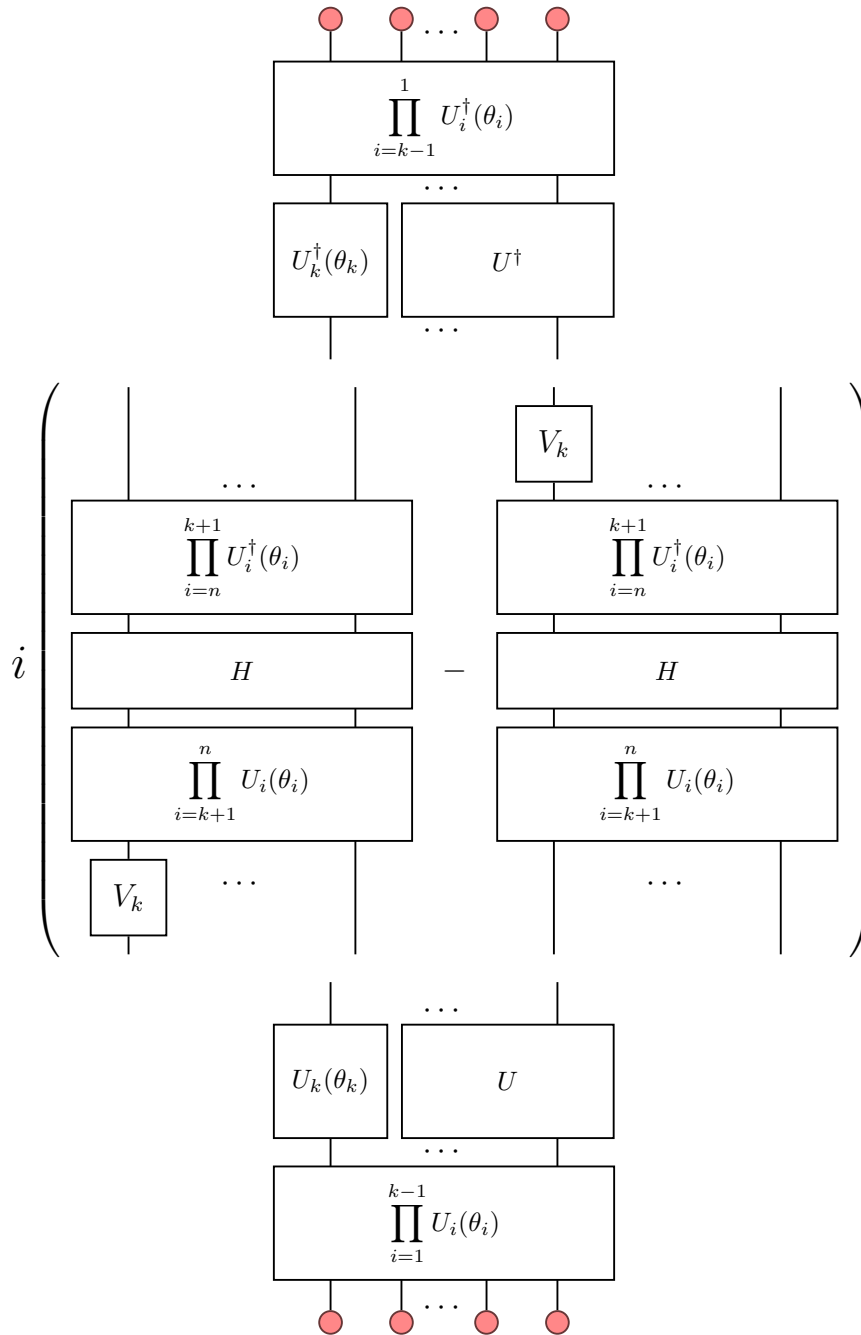 ⋯
∏_{i=k−1}^{1} U_i^†(θ_i)
⋯
U_k^†(θ_k) U^†
⋯
V_k
⋯ ⋯
∏_{i=n}^{k+1} U_i^†(θ_i) ∏_{i=n}^{k+1} U_i^†(θ_i)
i ( H − H )
∏_{i=k+1}^{n} U_i(θ_i) ∏_{i=k+1}^{n} U_i(θ_i)
V_k ⋯ ⋯
⋯
U_k(θ_k) U
⋯
∏_{i=1}^{k−1} U_i(θ_i)
⋯